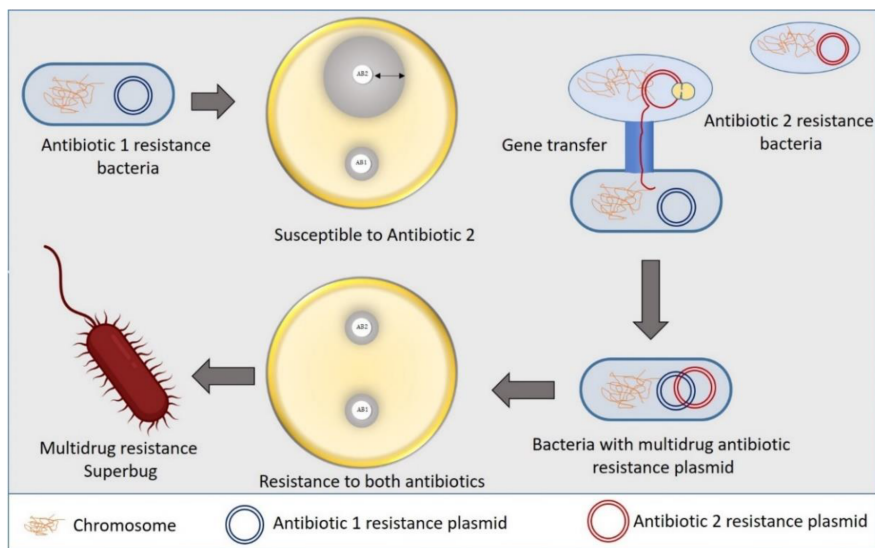 AB2
AB1
Antibiotic 1 resistance
bacteria
Susceptible to Antibiotic 2
Gene transfer
Antibiotic 2 resistance
bacteria
AB2
AB1
Multidrug resistance
Superbug
Resistance to both antibiotics
Bacteria with multidrug antibiotic
resistance plasmid
Chromosome
Antibiotic 1 resistance plasmid
Antibiotic 2 resistance plasmid